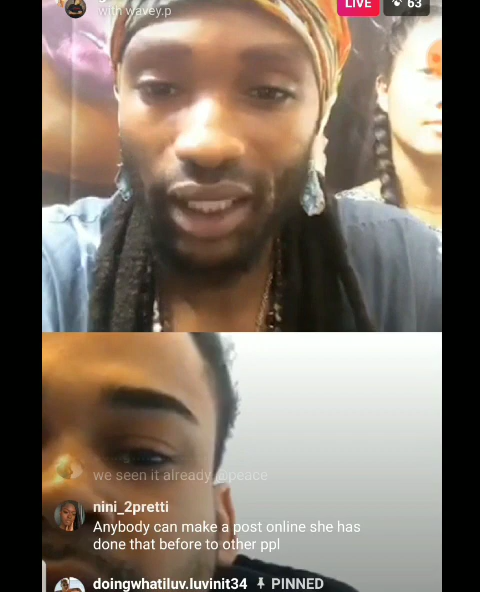 with wavey.p
LIVE
63
we seen it already @peace
nini_2pretti
Anybody can make a post online she has
done that before to other ppl
doingwhatiluv.luvinit34 PINNED